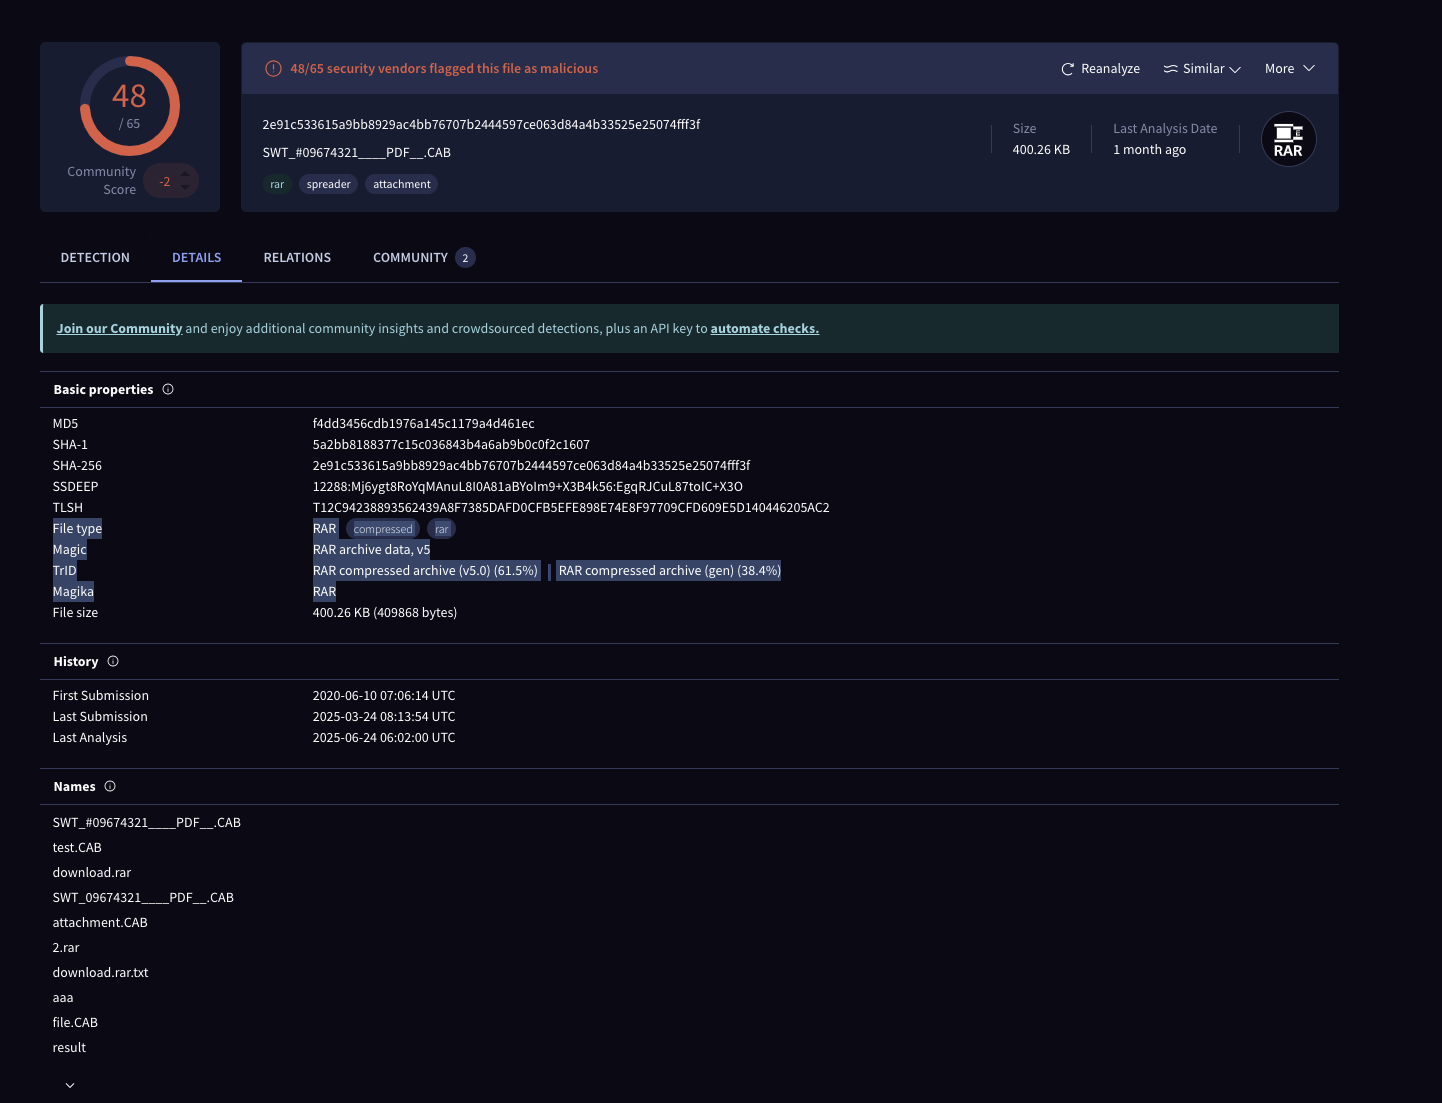 48
/ 65
Community
Score
-2
48/65 security vendors flagged this file as malicious
Reanalyze
Similar
More
2e91c533615a9bb8929ac4bb76707b2444597ce063d84a4b33525e25074fff3f
SWT_#09674321____PDF__.CAB
rar spreader attachment
Size
400.26 KB
Last Analysis Date
1 month ago
RAR
DETECTION DETAILS RELATIONS COMMUNITY 2
Join our Community and enjoy additional community insights and crowdsourced detections, plus an API key to automate checks.
Basic properties
MD5 f4dd3456cdb1976a145c1179a4d461ec
SHA-1 5a2bb8188377c15c036843b4a6ab9b0c0f2c1607
SHA-256 2e91c533615a9bb8929ac4bb76707b2444597ce063d84a4b33525e25074fff3f
SSDEEP 12288:Mj6ygt8RoYqMAnuL8I0A81aBYoIm9+X3B4k56:EgqRJCuL87toIC+X3O
TLSH T12C94238893562439A8F7385DAFD0CFB5EFE898E74E8F97709CFD609E5D140446205AC2
File type RAR compressed rar
Magic RAR archive data, v5
TrID RAR compressed archive (v5.0) (61.5%) | RAR compressed archive (gen) (38.4%)
Magika RAR
File size 400.26 KB (409868 bytes)
History
First Submission 2020-06-10 07:06:14 UTC
Last Submission 2025-03-24 08:13:54 UTC
Last Analysis 2025-06-24 06:02:00 UTC
Names
SWT_#09674321____PDF__.CAB
test.CAB
download.rar
SWT_09674321____PDF__.CAB
attachment.CAB
2.rar
download.rar.txt
aaa
file.CAB
result